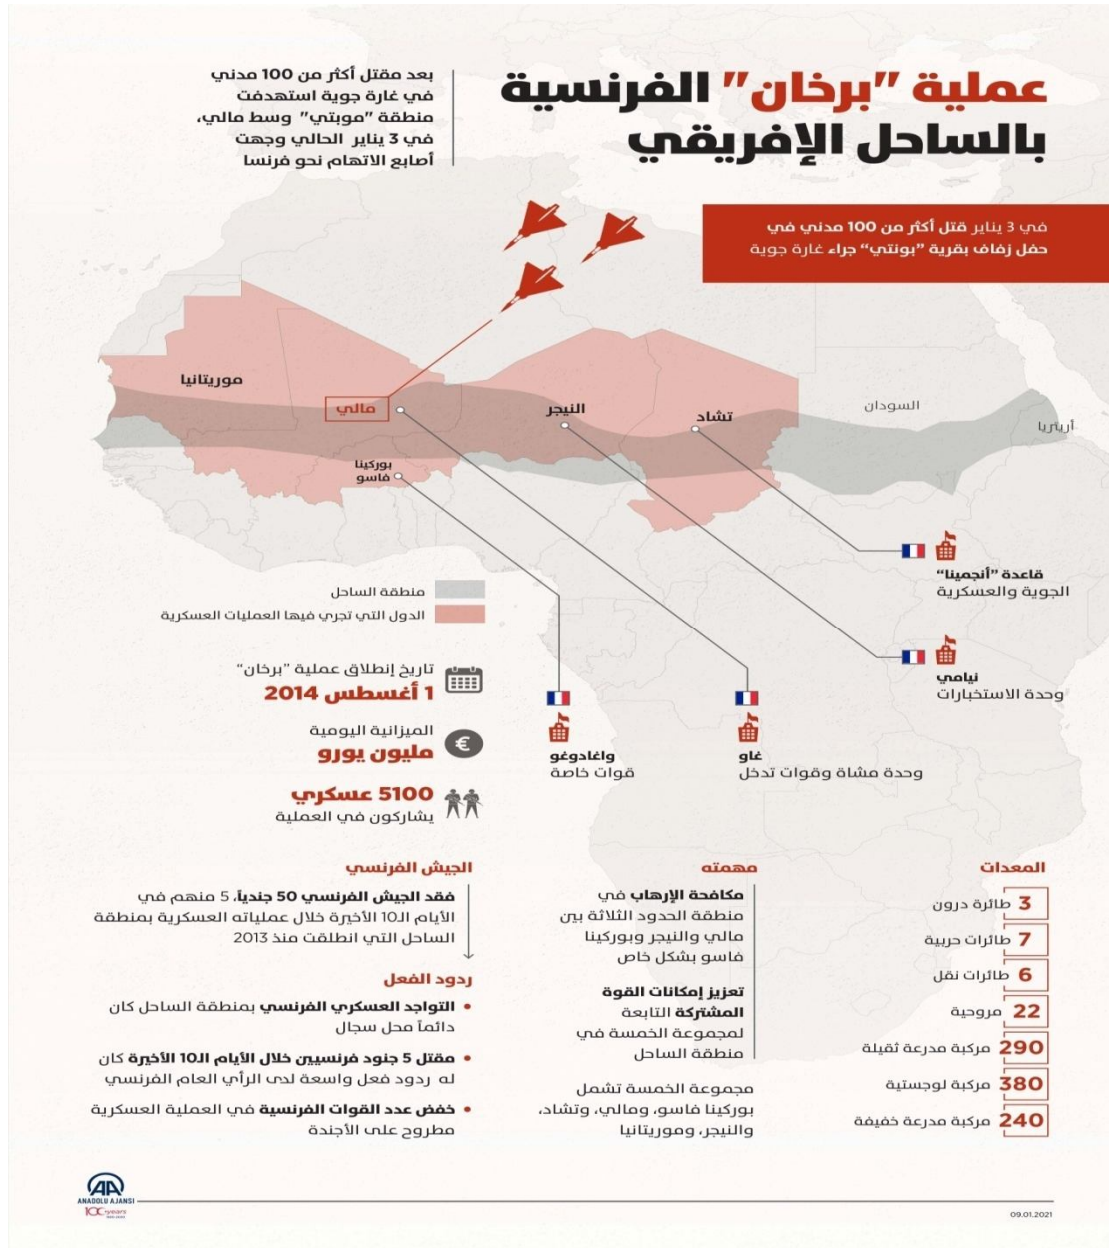 عملية "برخان" الفرنسية
بالساحل الإفريقي
بعد مقتل أكثر من 100 مدني
في غارة جوية استهدفت
منطقة "موبتي" وسط مالي،
في 3 يناير الحالي وجهت
أصابع الاتهام نحو فرنسا
في 3 يناير قتل أكثر من 100 مدني في
حفل زفاف بقرية "بونتي" جراء غارة جوية
موريتانيا
مالي
النيجر
تشاد
السودان
أريتريا
بوركينا
فاسو
قاعدة "أنجمينا"
الجوية والعسكرية
نيامي
وحدة الاستخبارات
غاو
وحدة مشاة وقوات تدخل
واغادوغو
قوات خاصة
منطقة الساحل
الدول التي تجري فيها العمليات العسكرية
تاريخ إنطلاق عملية "برخان"
1 أغسطس 2014
الميزانية اليومية
مليون يورو
5100 عسكري
يشاركون في العملية
المعدات
3 طائرة درون
7 طائرات حربية
6 طائرات نقل
22 مروحية
290 مركبة مدرعة ثقيلة
380 مركبة لوجستية
240 مركبة مدرعة خفيفة
مهمته
مكافحة الإرهاب في
منطقة الحدود الثلاثة بين
مالي والنيجر وبوركينا
فاسو بشكل خاص
تعزيز إمكانات القوة
المشتركة التابعة
لمجموعة الخمسة في
منطقة الساحل
مجموعة الخمسة تشمل
بوركينا فاسو، ومالي، وتشاد،
والنيجر، وموريتانيا
الجيش الفرنسي
فقد الجيش الفرنسي 50 جندياً، 5 منهم في
الأيام الـ10 الأخيرة خلال عملياته العسكرية بمنطقة
الساحل التي انطلقت منذ 2013
ردود الفعل
• التواجد العسكري الفرنسي بمنطقة الساحل كان
دائماً محل سجال
• مقتل 5 جنود فرنسيين خلال الأيام الـ10 الأخيرة كان
له ردود فعل واسعة لدى الرأي العام الفرنسي
• خفض عدد القوات الفرنسية في العملية العسكرية
مطروح على الأجندة
AA
ANADOLU AJANSI
100 years
09.01.2021